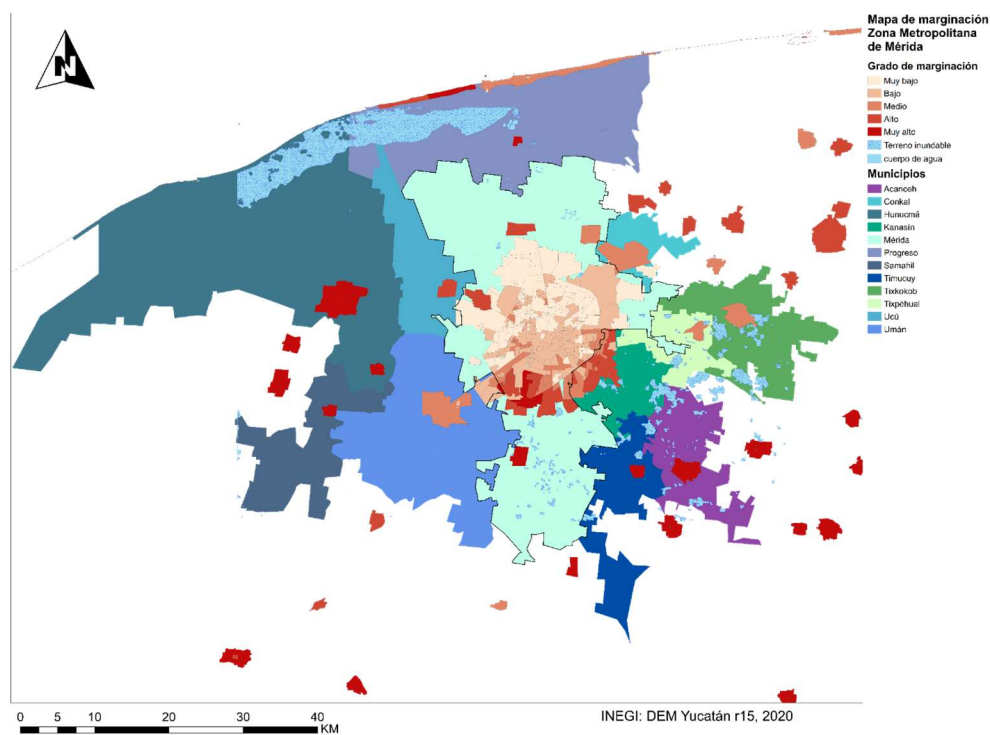 Mapa de marginación
Zona Metropolitana
de Mérida
Grado de marginación
Muy bajo
Bajo
Medio
Alto
Muy alto
Terreno inundable
cuerpo de agua
Municipios
Acanceh
Conkal
Hunucmá
Kanasín
Mérida
Progreso
Samahil
Timucuy
Tixkokob
Tixpéhual
Ucú
Umán
N
INEGI: DEM Yucatán r15, 2020
0 5 10 20 30 40
KM